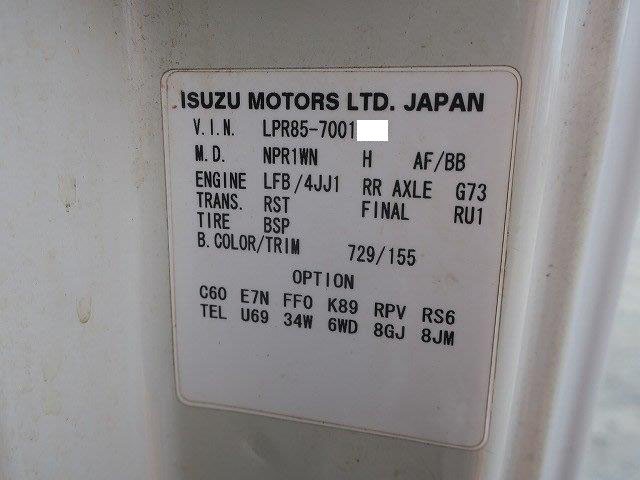 ISUZU MOTORS LTD. JAPAN
V.I.N. LPR85-7001
M.D. NPR1WN H AF/BB
ENGINE LFB/4JJ1 RR AXLE G73
TRANS. RST FINAL RU1
TIRE BSP
B.COLOR/TRIM 729/155
OPTION
C60 E7N FF0 K89 RPV RS6
TEL U69 34W 6WD 8GJ 8JM